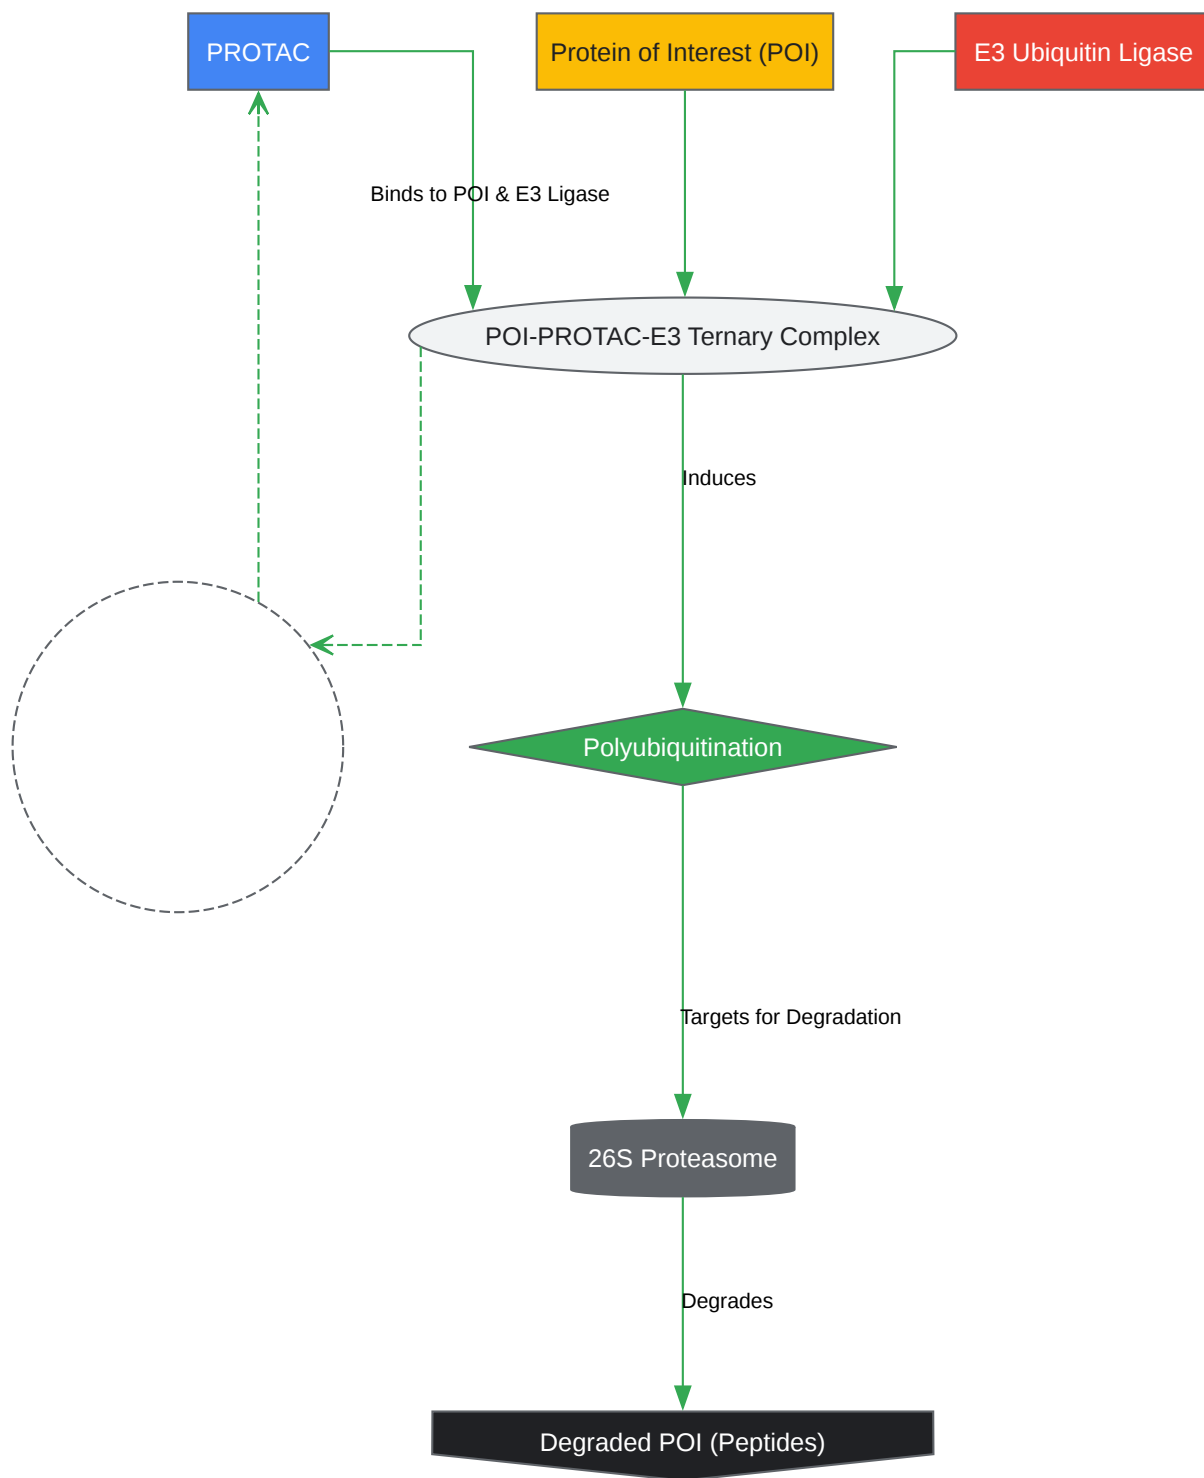 PROTAC
Protein of Interest (POI)
E3 Ubiquitin Ligase
Binds to POI & E3 Ligase
POI-PROTAC-E3 Ternary Complex
Induces
Polyubiquitination
Targets for Degradation
26S Proteasome
Degrades
Degraded POI (Peptides)